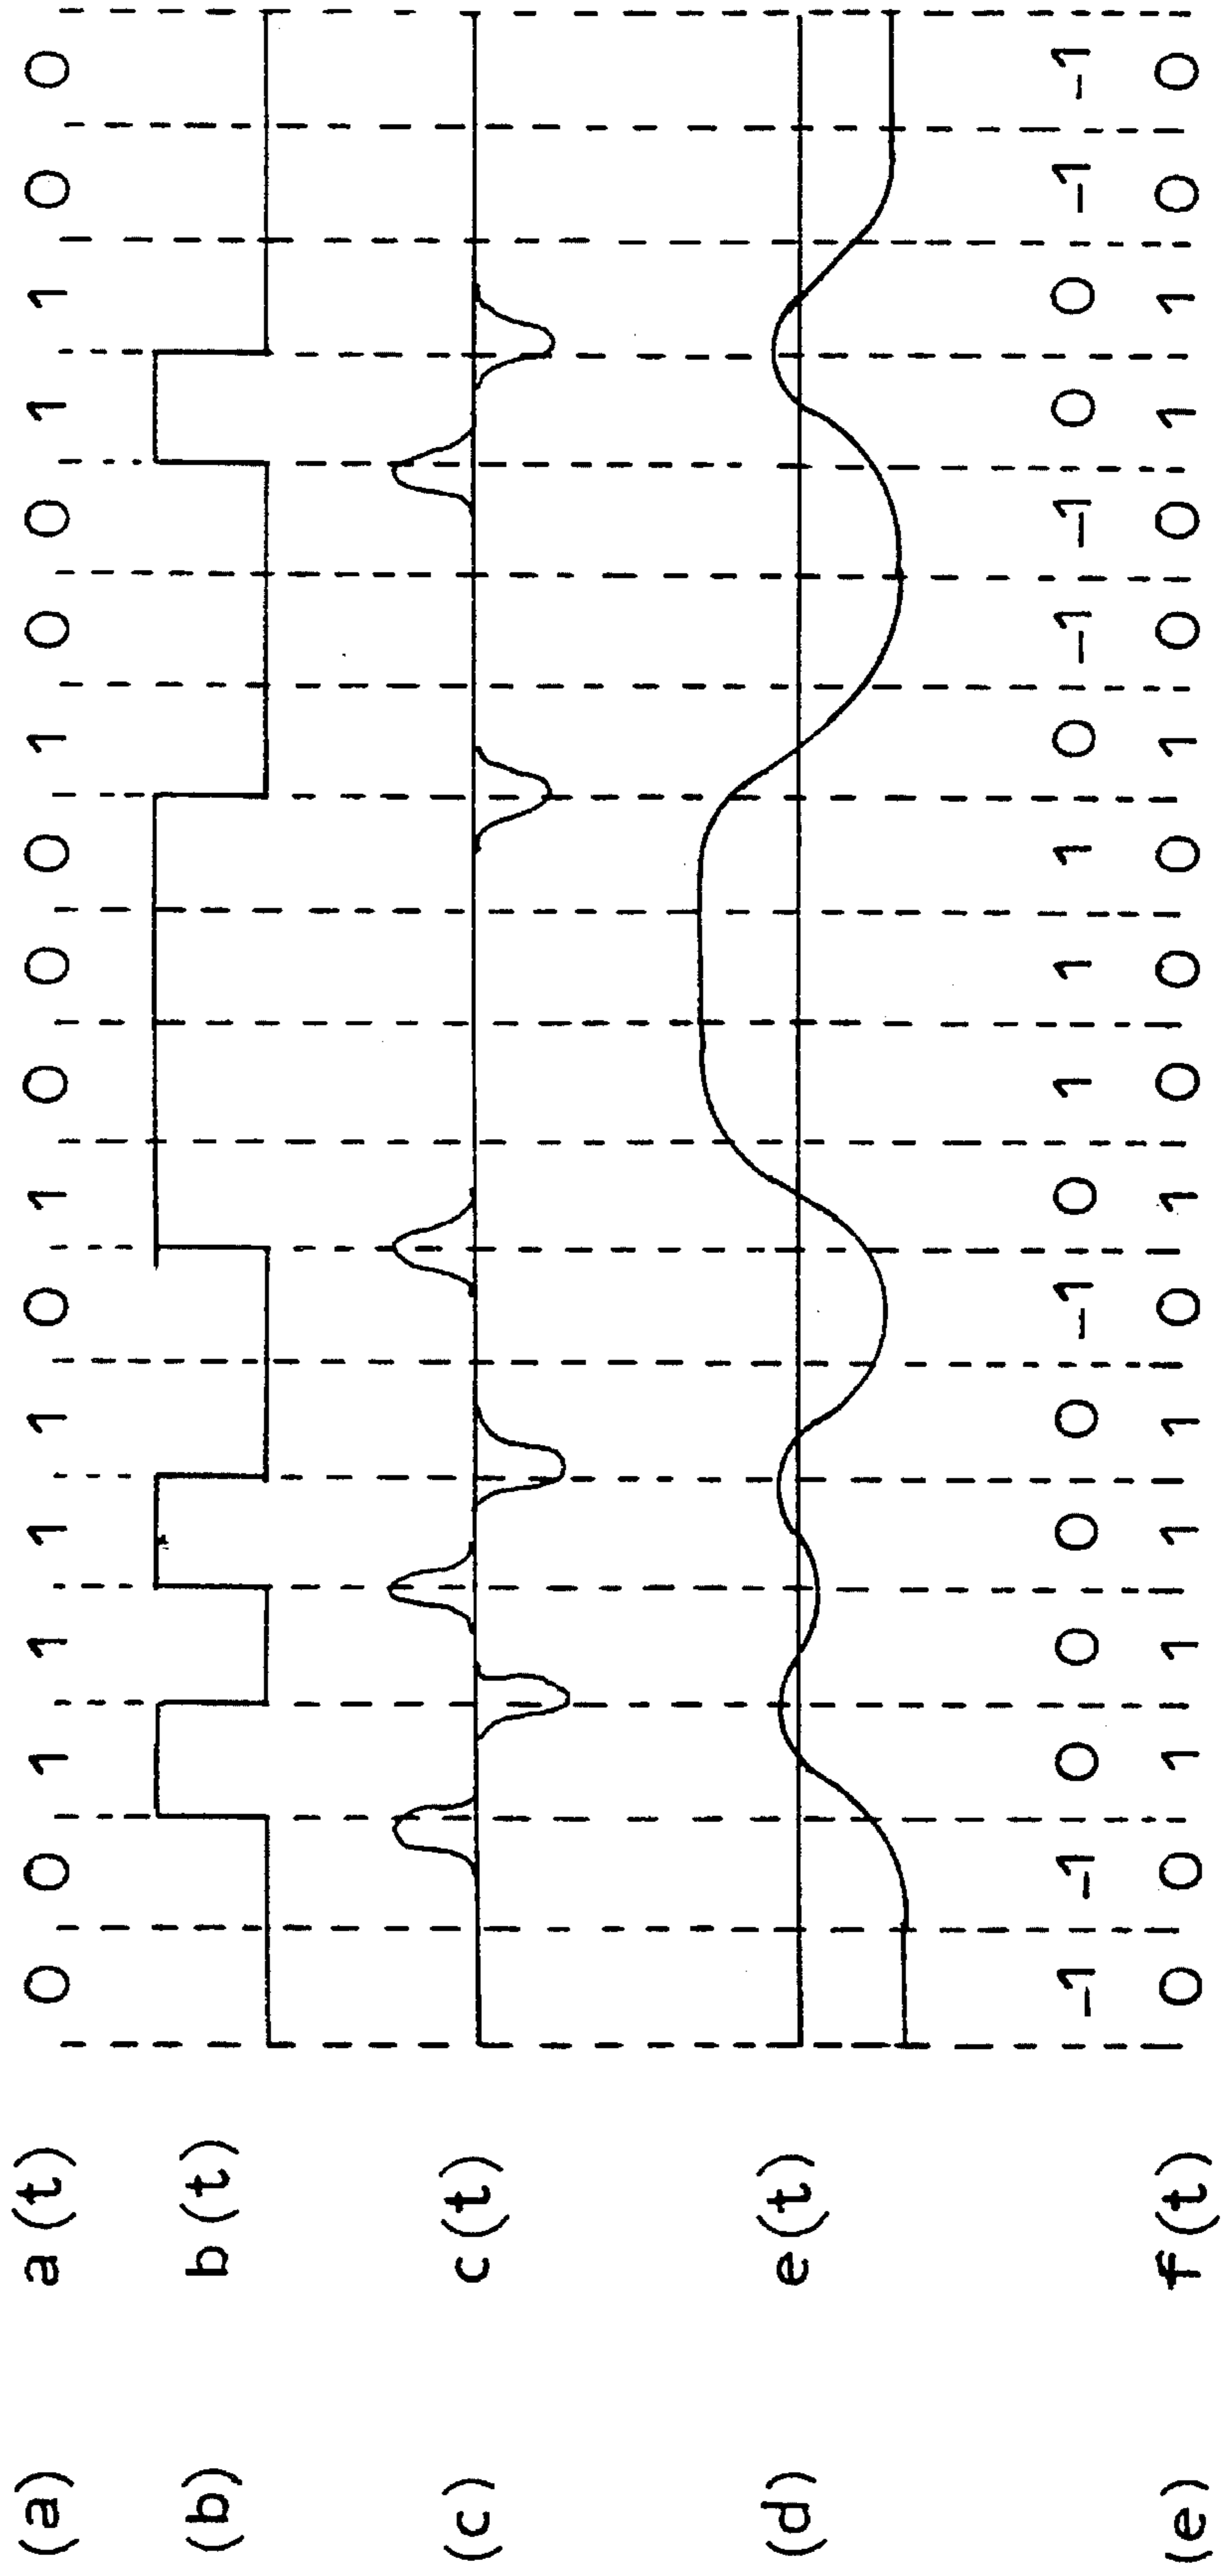 (a) a(t) 0 0 1 1 1 1 0 1 0 0 0 1 0 0 1 1 0 0
(b) b(t)
(c) c(t)
(d) e(t)
-1 -1 0 0 0 0 -1 0 1 1 1 0 -1 -1 0 0 -1 -1
(e) f(t) 0 0 1 1 1 1 0 1 0 0 0 1 0 0 1 1 0 0